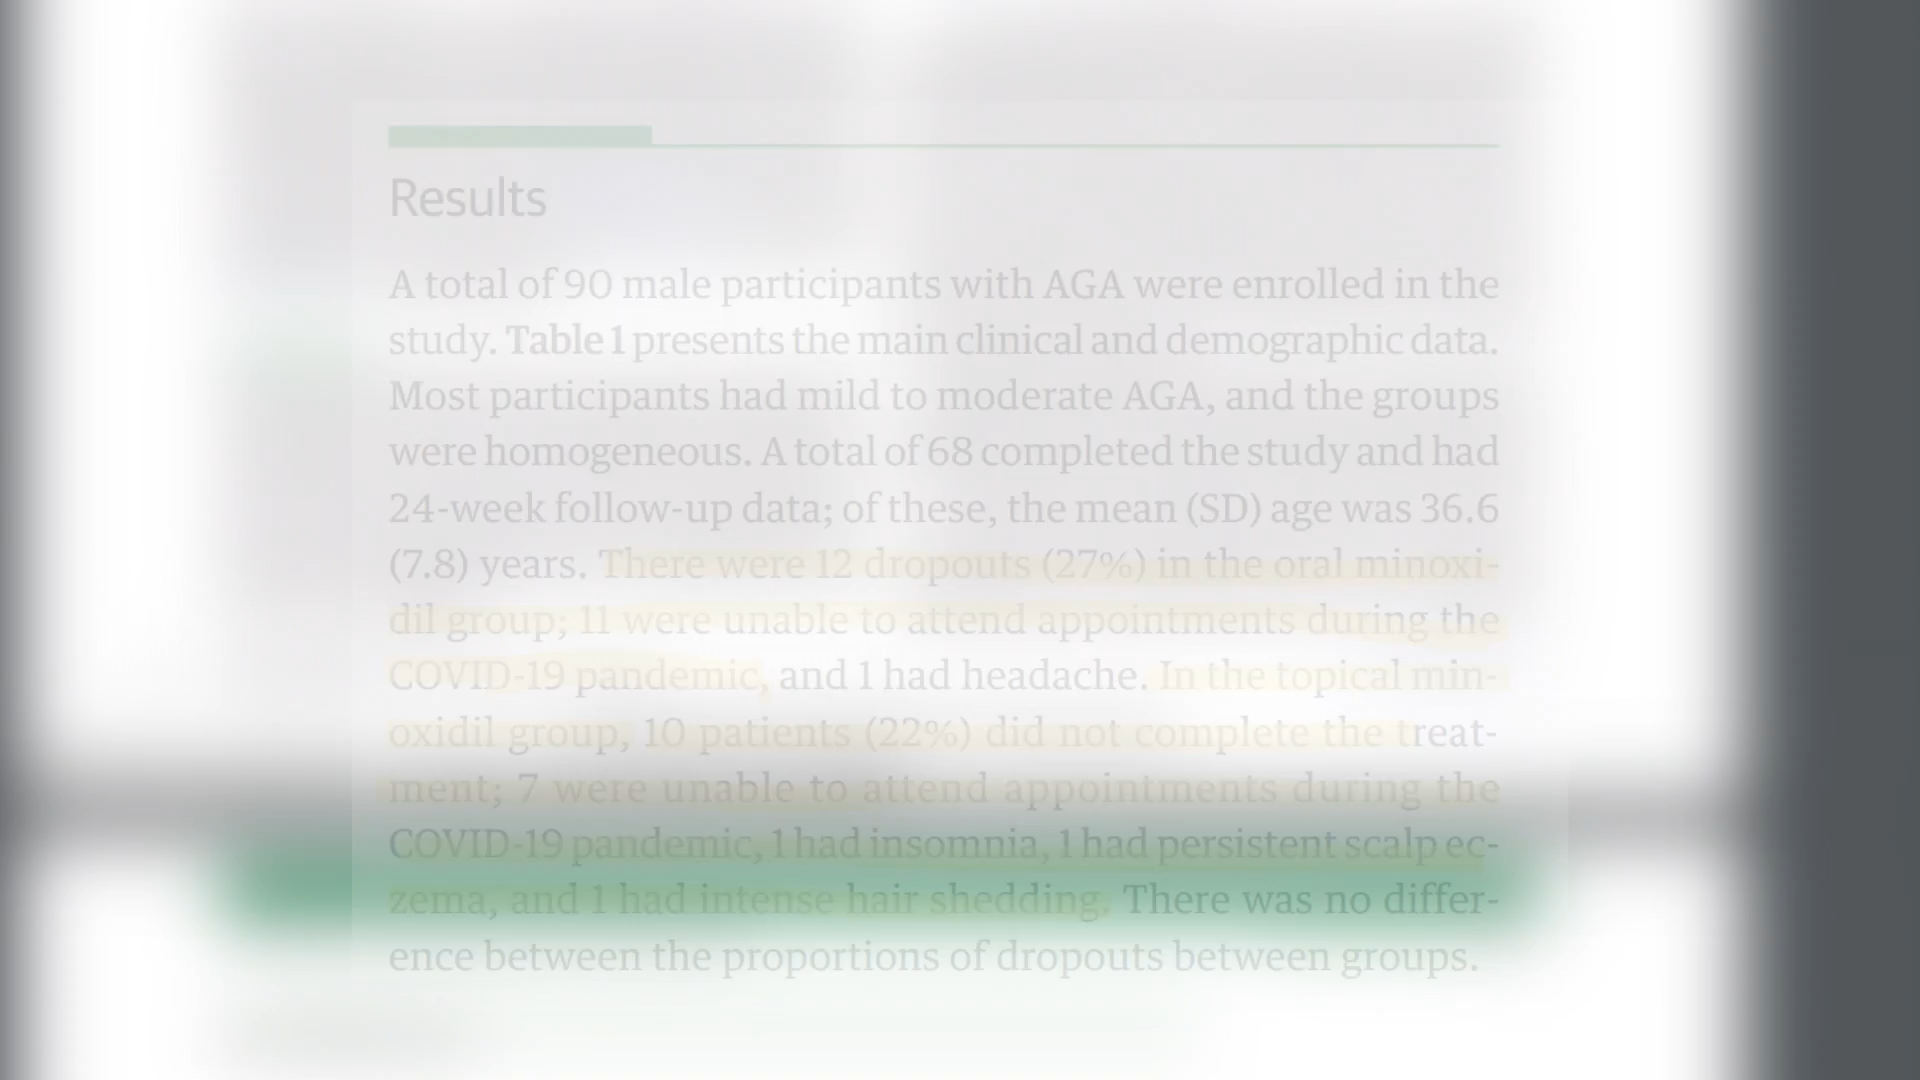 Results
A total of 90 male participants with AGA were enrolled in the
study. Table 1 presents the main clinical and demographic data.
Most participants had mild to moderate AGA, and the groups
were homogeneous. A total of 68 completed the study and had
24-week follow-up data; of these, the mean (SD) age was 36.6
(7.8) years. There were 12 dropouts (27%) in the oral minoxi-
dil group; 11 were unable to attend appointments during the
COVID-19 pandemic, and 1 had headache. In the topical min-
oxidil group, 10 patients (22%) did not complete the treat-
ment; 7 were unable to attend appointments during the
COVID-19 pandemic, 1 had insomnia, 1 had persistent scalp ec-
zema, and 1 had intense hair shedding. There was no differ-
ence between the proportions of dropouts between groups.